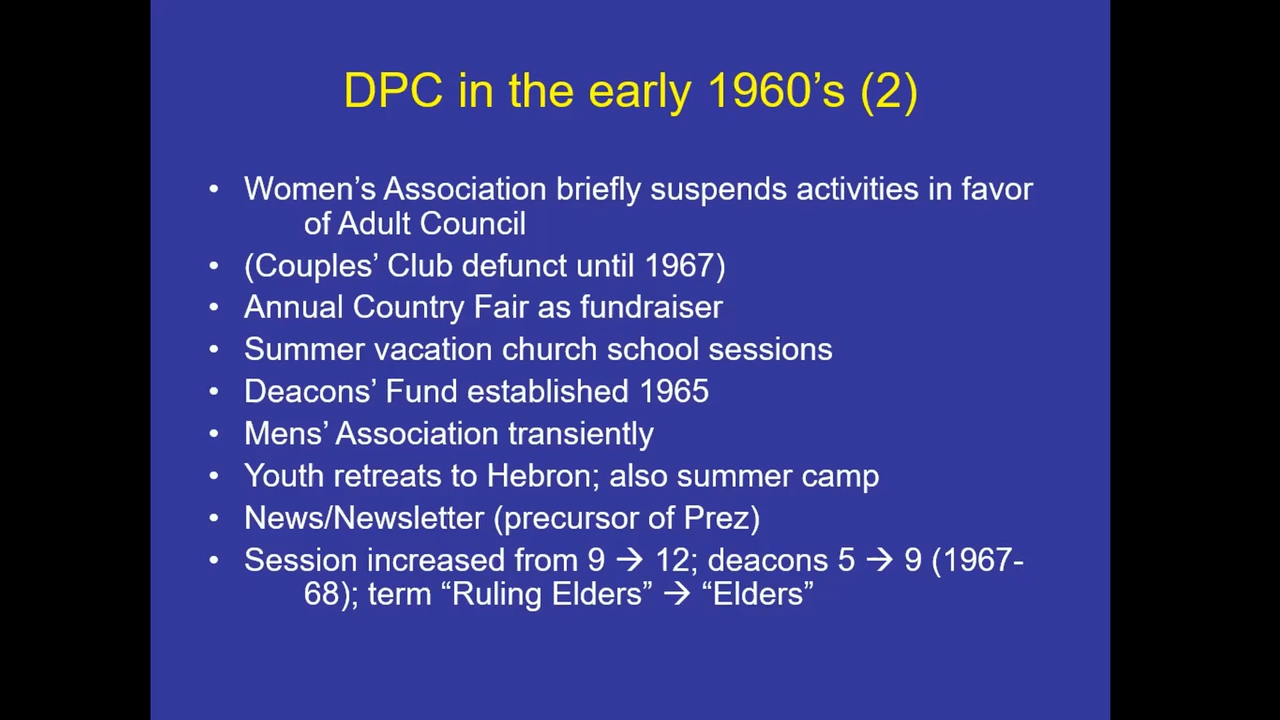 DPC in the early 1960’s (2)
• Women’s Association briefly suspends activities in favor
of Adult Council
• (Couples’ Club defunct until 1967)
• Annual Country Fair as fundraiser
• Summer vacation church school sessions
• Deacons’ Fund established 1965
• Mens’ Association transiently
• Youth retreats to Hebron; also summer camp
• News/Newsletter (precursor of Prez)
• Session increased from 9 → 12; deacons 5 → 9 (1967-
68); term “Ruling Elders” → “Elders”